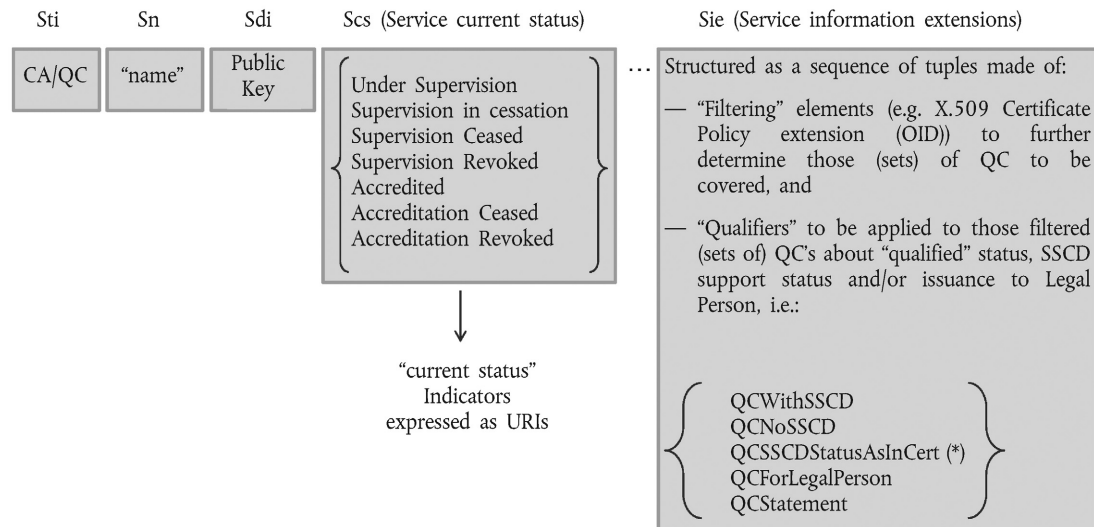 Sti Sn Sdi Scs (Service current status) Sie (Service information extensions)
CA/QC “name” Public
Key
Under Supervision
Supervision in cessation
Supervision Ceased
Supervision Revoked
Accredited
Accreditation Ceased
Accreditation Revoked
“current status”
Indicators
expressed as URIs
… Structured as a sequence of tuples made of:
— “Filtering” elements (e.g. X.509 Certificate
Policy extension (OID)) to further
determine those (sets) of QC to be
covered, and
— “Qualifiers” to be applied to those filtered
(sets of) QC’s about “qualified” status, SSCD
support status and/or issuance to Legal
Person, i.e.:
QCWithSSCD
QCNoSSCD
QCSSCDStatusAsInCert (*)
QCForLegalPerson
QCStatement